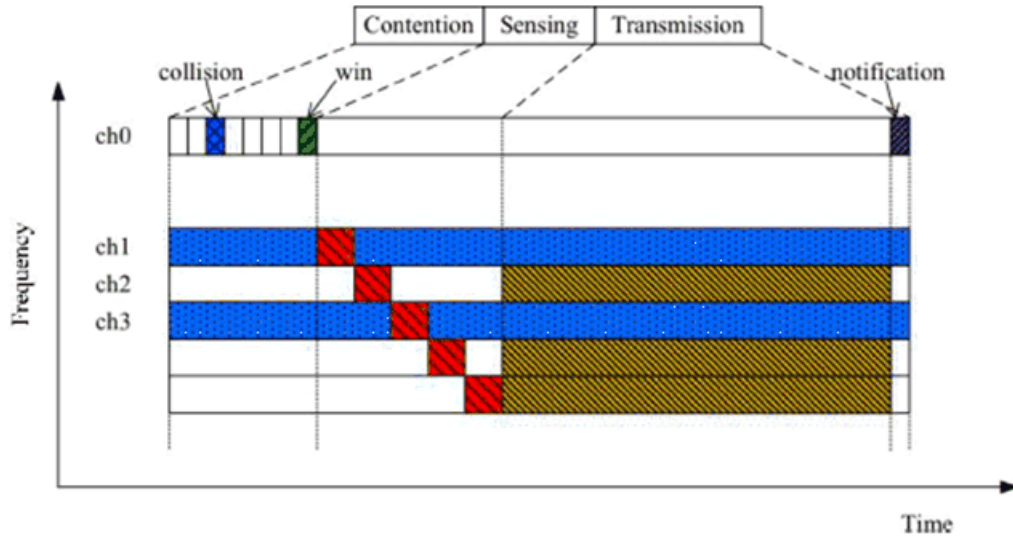 Contention Sensing Transmission
collision win notification
ch0
ch1
ch2
ch3
Frequency
Time